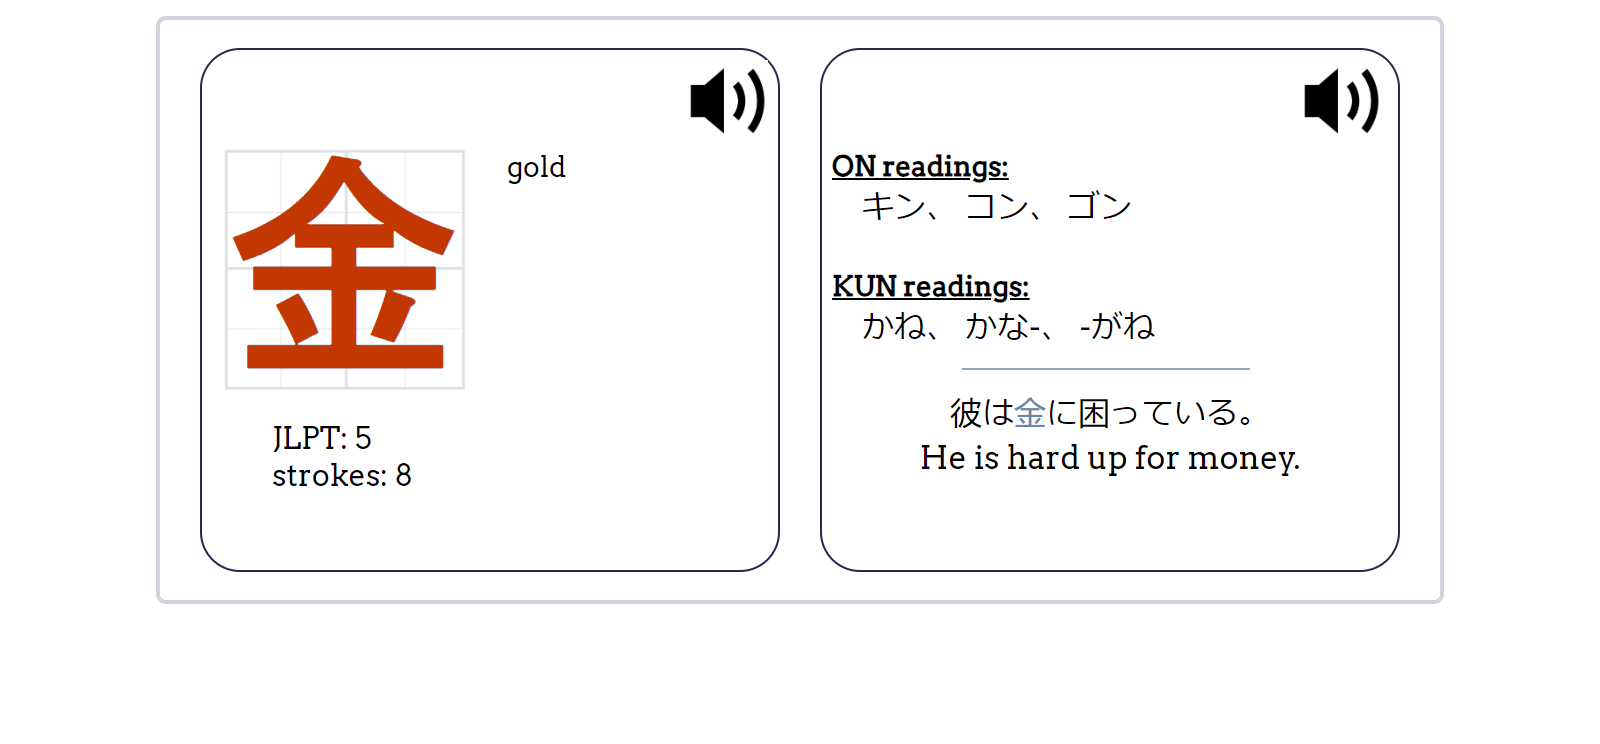 金
gold
JLPT: 5
strokes: 8
ON readings:
キン、 コン、 ゴン
KUN readings:
かね、 かな-、 -がね
彼は金に困っている。
He is hard up for money.